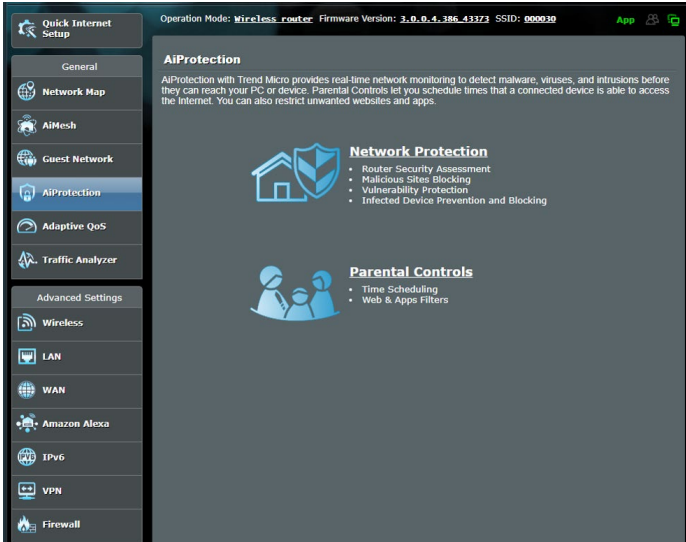 Quick Internet
Setup
Operation Mode: Wireless router Firmware Version: 3.0.0.4.386_43373 SSID: 000030
App
General
Network Map
AiMesh
Guest Network
AiProtection
Adaptive QoS
Traffic Analyzer
Advanced Settings
Wireless
LAN
WAN
Amazon Alexa
IPv6
IPv6
VPN
Firewall
AiProtection
AiProtection with Trend Micro provides real-time network monitoring to detect malware, viruses, and intrusions before
they can reach your PC or device. Parental Controls let you schedule times that a connected device is able to access
the Internet. You can also restrict unwanted websites and apps.
Network Protection
• Router Security Assessment
• Malicious Sites Blocking
• Vulnerability Protection
• Infected Device Prevention and Blocking
Parental Controls
• Time Scheduling
• Web & Apps Filters